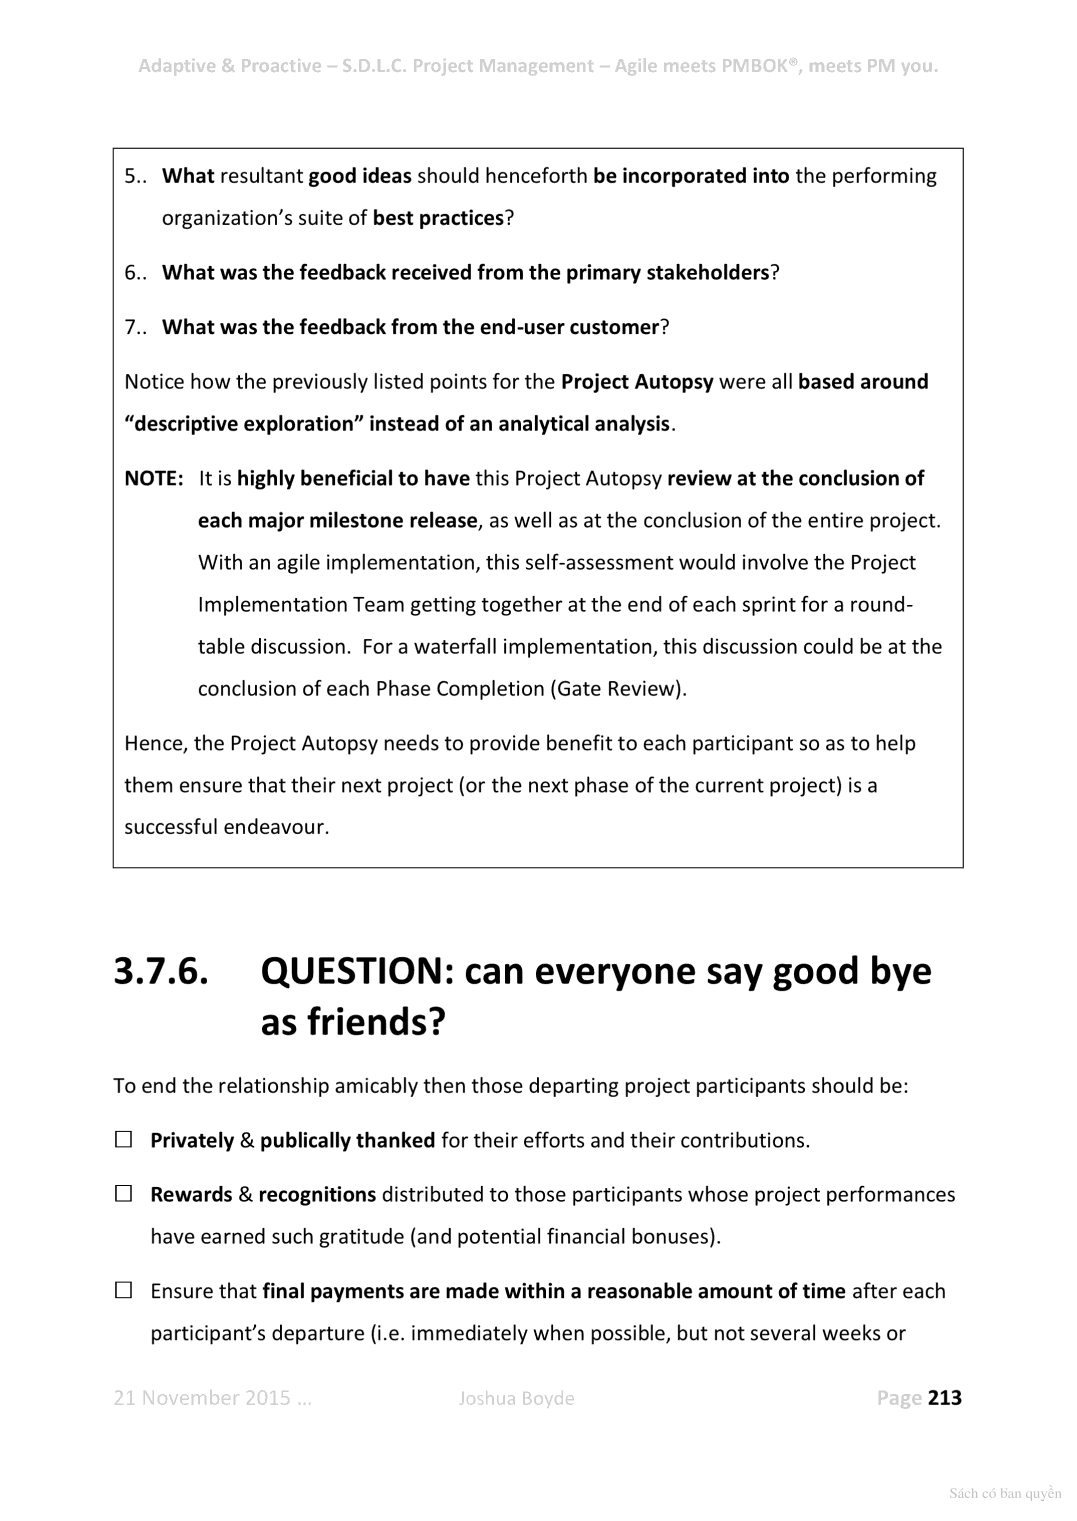 Adaptive & Proactive – S.D.L.C. Project Management – Agile meets PMBOK®, meets PM you.
5.. What resultant good ideas should henceforth be incorporated into the performing
organization’s suite of best practices?
6.. What was the feedback received from the primary stakeholders?
7.. What was the feedback from the end-user customer?
Notice how the previously listed points for the Project Autopsy were all based around
“descriptive exploration” instead of an analytical analysis.
NOTE: It is highly beneficial to have this Project Autopsy review at the conclusion of
each major milestone release, as well as at the conclusion of the entire project.
With an agile implementation, this self-assessment would involve the Project
Implementation Team getting together at the end of each sprint for a round-
table discussion. For a waterfall implementation, this discussion could be at the
conclusion of each Phase Completion (Gate Review).
Hence, the Project Autopsy needs to provide benefit to each participant so as to help
them ensure that their next project (or the next phase of the current project) is a
successful endeavour.
3.7.6. QUESTION: can everyone say good bye
as friends?
To end the relationship amicably then those departing project participants should be:
☐ Privately & publically thanked for their efforts and their contributions.
☐ Rewards & recognitions distributed to those participants whose project performances
have earned such gratitude (and potential financial bonuses).
☐ Ensure that final payments are made within a reasonable amount of time after each
participant’s departure (i.e. immediately when possible, but not several weeks or
21 November 2015 … Joshua Boyde Page 213
Sách có bản quyền